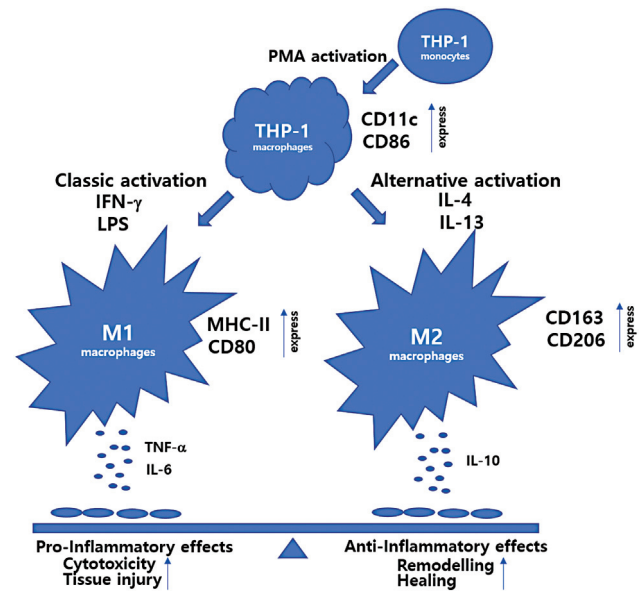 THP-1
monocytes
PMA activation
THP-1
macrophages
CD11c
CD86
express
Classic activation
IFN-γ
LPS
Alternative activation
IL-4
IL-13
M1
macrophages
MHC-II
CD80
express
M2
macrophages
CD163
CD206
express
TNF-α
IL-6
IL-10
Pro-Inflammatory effects
Cytotoxicity
Tissue injury
Anti-Inflammatory effects
Remodelling
Healing